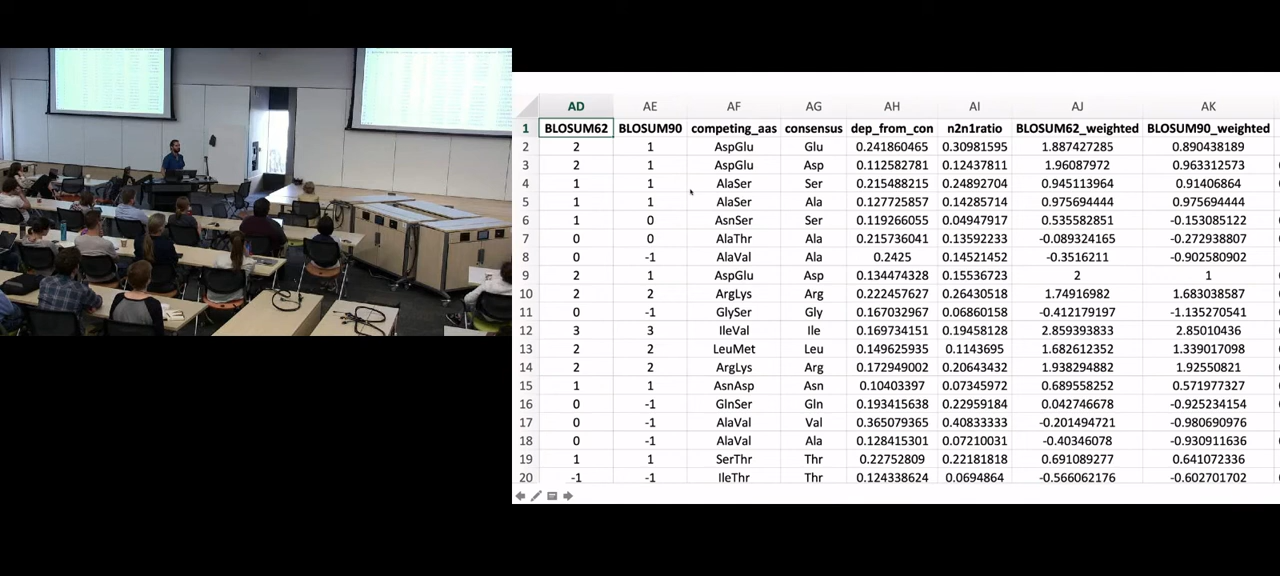 AD AE AF AG AH AI AJ AK
1 BLOSUM62 BLOSUM90 competing_aas consensus dep_from_con n2n1ratio BLOSUM62_weighted BLOSUM90_weighted
2 2 1 AspGlu Glu 0.241860465 0.30981595 1.887427285 0.890438189
3 2 1 AspGlu Asp 0.112582781 0.12437811 1.96087972 0.963312573
4 1 1 AlaSer Ser 0.215488215 0.24892704 0.945113964 0.91406864
5 1 1 AlaSer Ala 0.127725857 0.14285714 0.975694444 0.975694444
6 1 0 AsnSer Ser 0.119266055 0.04947917 0.535582851 -0.153085122
7 0 0 AlaThr Ala 0.215736041 0.13592233 -0.089324165 -0.272938807
8 0 -1 AlaVal Ala 0.2425 0.14521452 -0.3516211 -0.902580902
9 2 1 AspGlu Asp 0.134474328 0.15536723 2 1
10 2 2 ArgLys Arg 0.222457627 0.26430518 1.74916982 1.683038587
11 0 -1 GlySer Gly 0.167032967 0.06860158 -0.412179197 -1.135270541
12 3 3 IleVal Ile 0.169734151 0.19458128 2.859393833 2.85010436
13 2 2 LeuMet Leu 0.149625935 0.1143695 1.682612352 1.339017098
14 2 2 ArgLys Arg 0.172949002 0.20643432 1.938294882 1.92550821
15 1 1 AsnAsp Asn 0.10403397 0.07345972 0.689558252 0.571977327
16 0 -1 GlnSer Gln 0.193415638 0.22959184 0.042746678 -0.925234154
17 0 -1 AlaVal Val 0.365079365 0.40833333 -0.201494721 -0.980690976
18 0 -1 AlaVal Ala 0.128415301 0.07210031 -0.40346078 -0.930911636
19 1 1 SerThr Thr 0.22752809 0.22181818 0.691089277 0.641072336
20 -1 -1 IleThr Thr 0.124338624 0.0694864 -0.566062176 -0.602701702